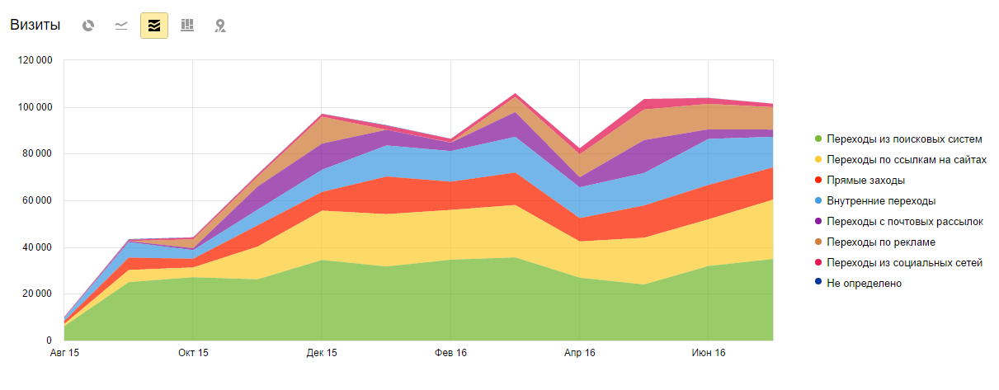 Визиты
120 000
100 000
80 000
60 000
40 000
20 000
0
Авг 15 Окт 15 Дек 15 Фев 16 Апр 16 Июн 16
Переходы из поисковых систем
Переходы по ссылкам на сайтах
Прямые заходы
Внутренние переходы
Переходы с почтовых рассылок
Переходы по рекламе
Переходы из социальных сетей
Не определено